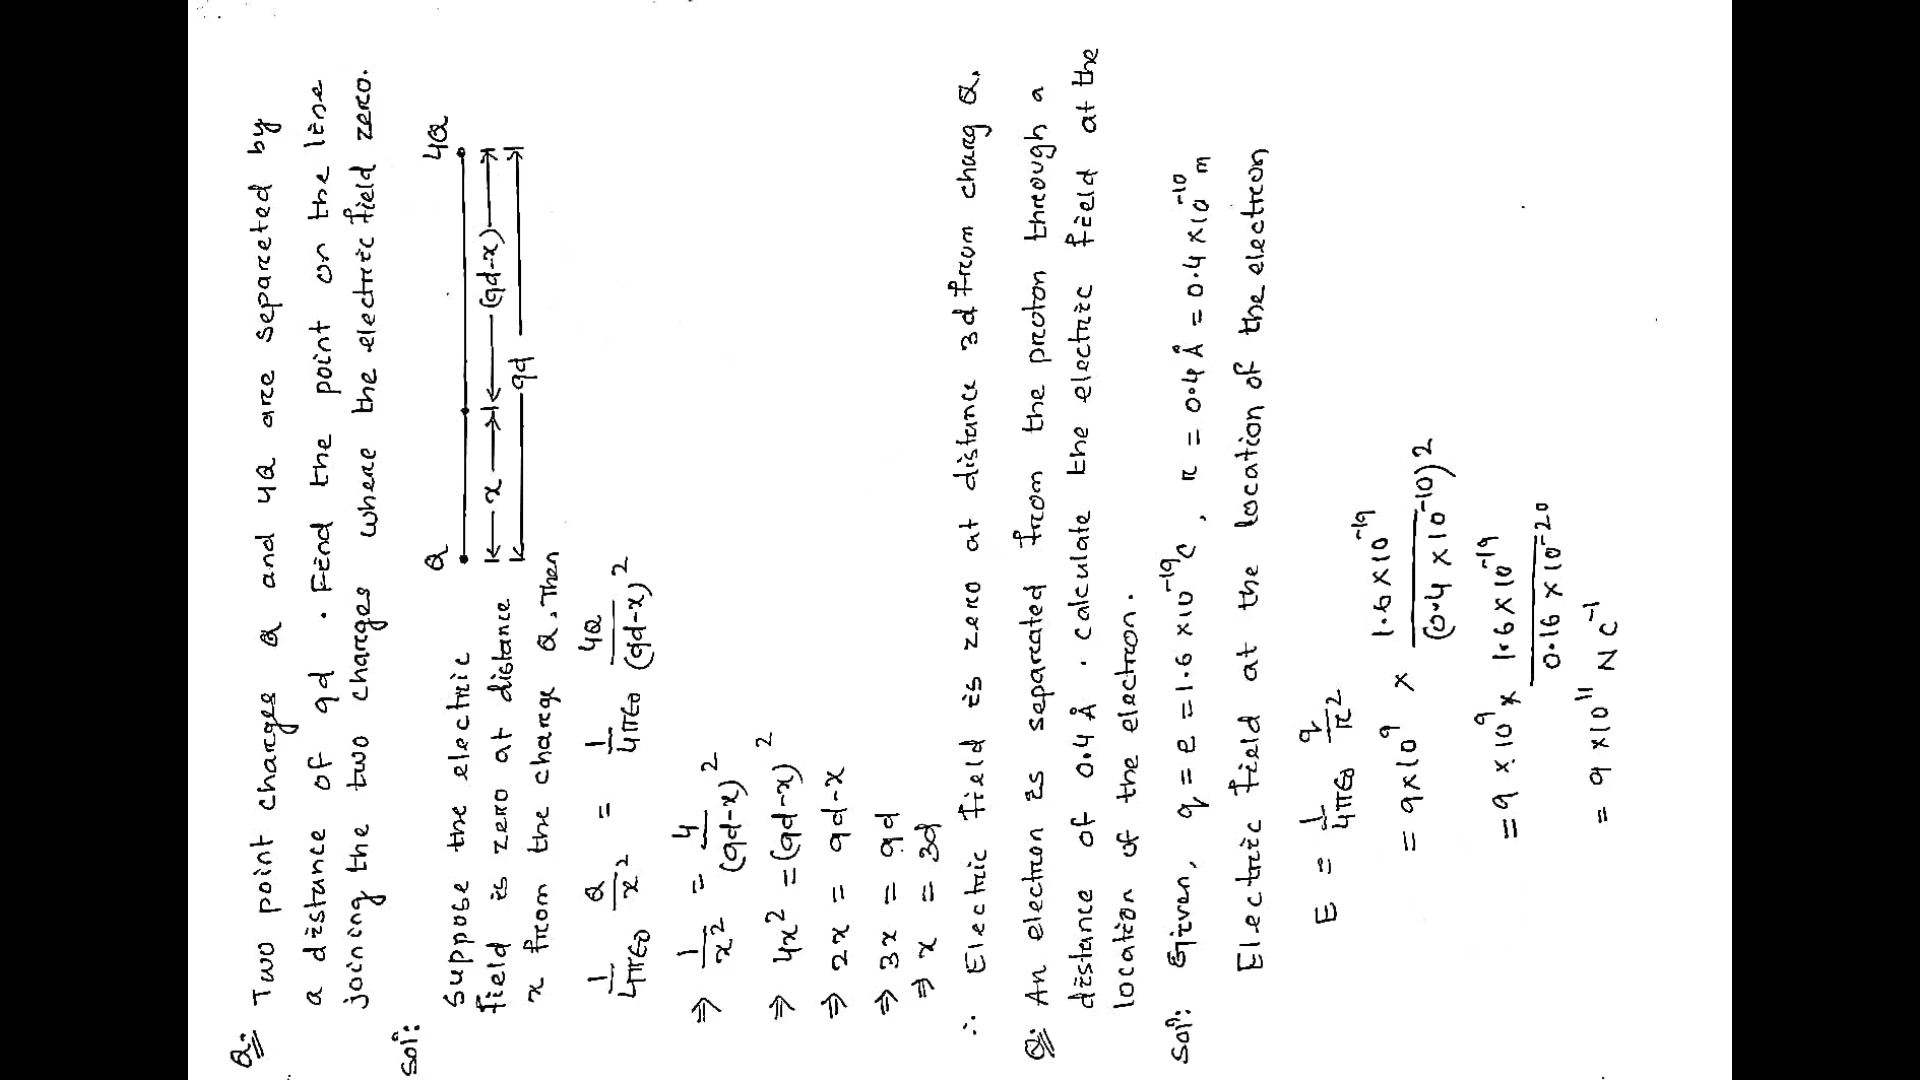 Q: Two point charges Q and 4Q are separeted by
a distance of 9d. Find the point on the line
joining the two charges where the electric field zero.
Solⁿ:
Q 4Q
x (9d-x)
9d
Suppose the electric
field is zero at distance
x from the charge Q. Then
1/4πε₀ Q/x² = 1/4πε₀ 4Q/(9d-x)²
⇒ 1/x² = 4/(9d-x)²
⇒ 4x² = (9d-x)²
⇒ 2x = 9d-x
⇒ 3x = 9d
⇒ x = 3d
∴ Electric field is zero at distance 3d from charg Q.
Q: An electron is separated from the proton through a
distance of 0.4 Å. calculate the electric field at the
location of the electron.
Solⁿ: Given, q = e = 1.6 × 10⁻¹⁹ C, r = 0.4 Å = 0.4 × 10⁻¹⁰ m
Electric field at the location of the electron
E = 1/4πε₀ q/r²
= 9×10⁹ × 1.6×10⁻¹⁹/(0.4×10⁻¹⁰)²
= 9×10⁹ × 1.6×10⁻¹⁹/0.16×10⁻²⁰
= 9×10¹¹ N C⁻¹